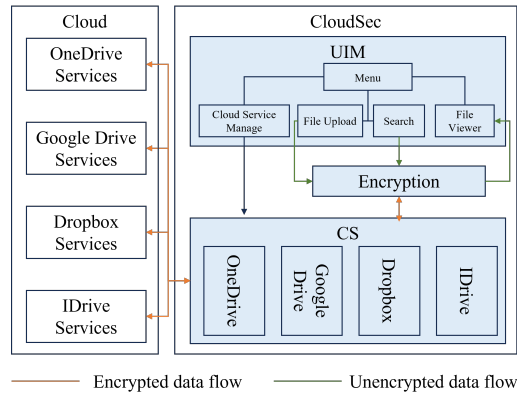 Cloud
OneDrive
Services
Google Drive
Services
Dropbox
Services
IDrive
Services
CloudSec
UIM
Menu
Cloud Service
Manage
File Upload
Search
File
Viewer
Encryption
CS
OneDrive
Google
Drive
Dropbox
IDrive
Encrypted data flow
Unencrypted data flow